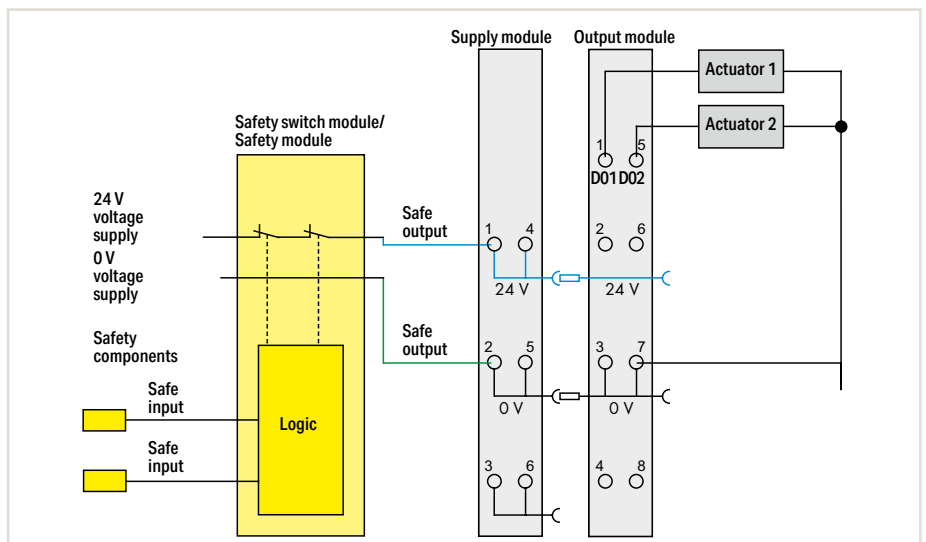 Supply module
Output module
Actuator 1
Actuator 2
Safety switch module/
Safety module
1 5
D01 D02
24 V
voltage
supply
0 V
voltage
supply
Safe
output
1 4
2 6
24 V
24 V
Safety
components
Safe
output
2 5
3 7
0 V
0 V
Safe
input
Logic
Safe
input
3 6
4 8